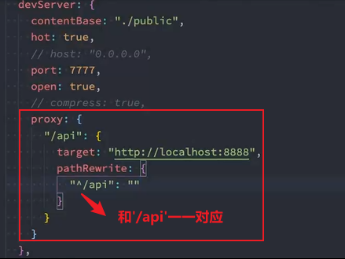 devServer: {
contentBase: "./public",
hot: true,
// host: "0.0.0.0",
port: 7777,
open: true,
// compress: true,
proxy: {
"/api": {
target: "http://localhost:8888",
pathRewrite: {
"^/api": ""
}
和'/api'一一对应
}
}
},